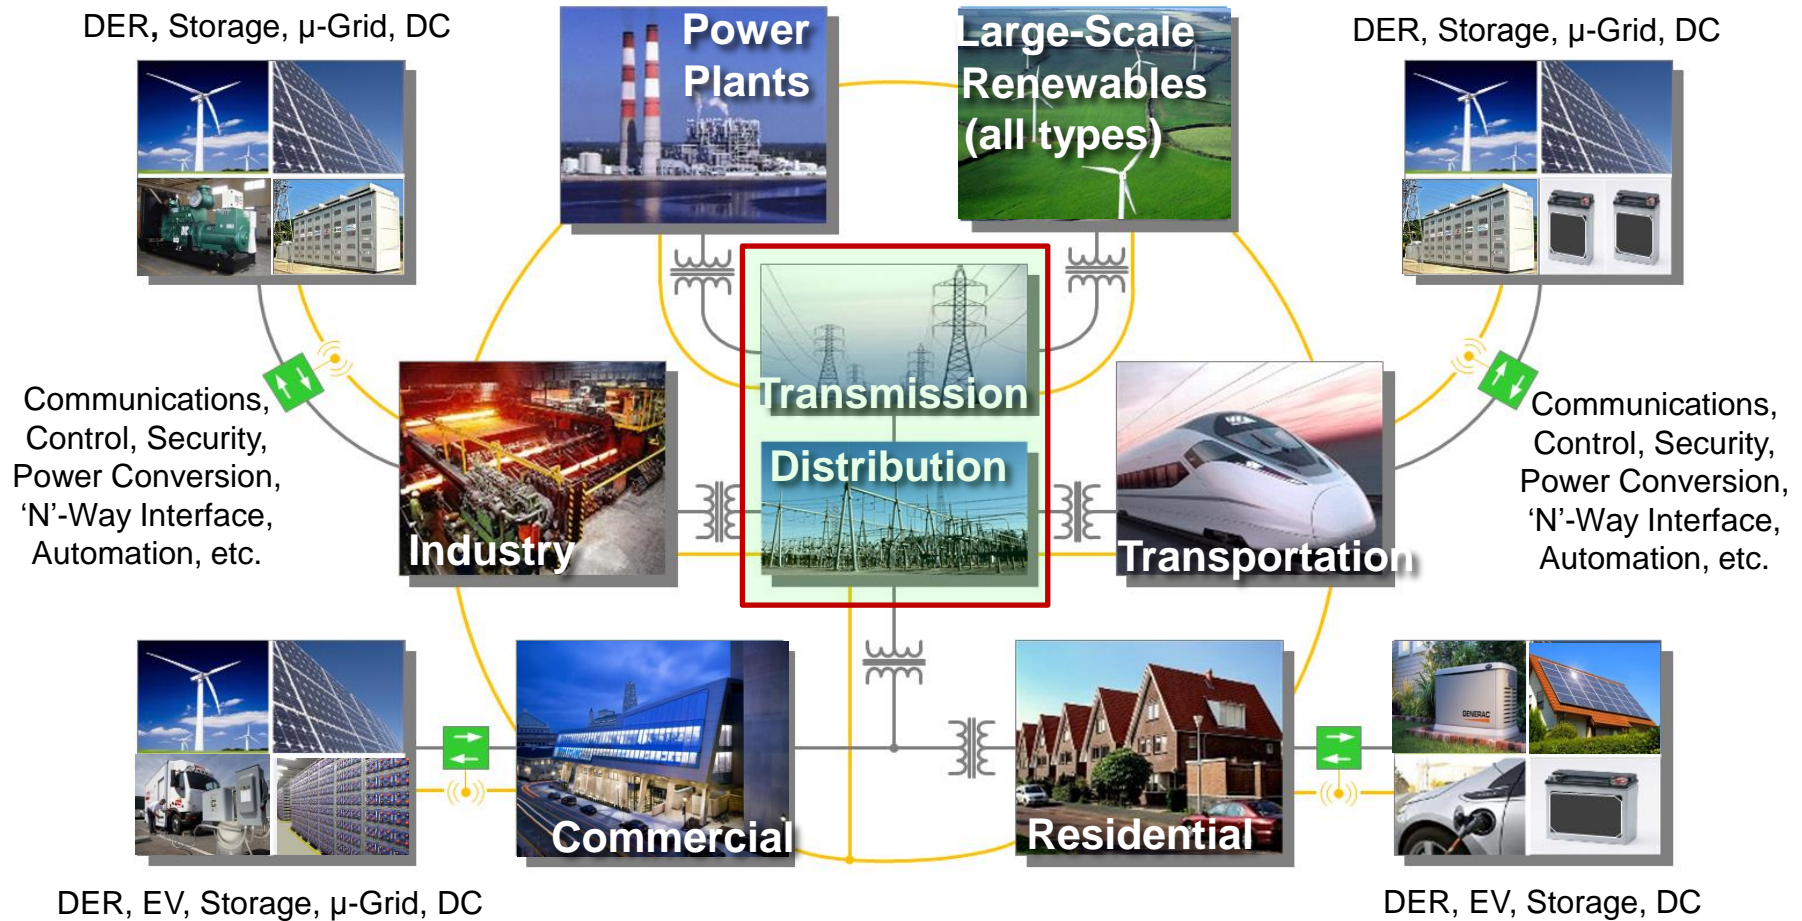 DER, Storage, µ-Grid, DC
Power
Plants
Large-Scale
Renewables
(all types)
DER, Storage, µ-Grid, DC
Transmission
Communications,
Control, Security,
Power Conversion,
‘N’-Way Interface,
Automation, etc.
Industry
Distribution
Transportation
Communications,
Control, Security,
Power Conversion,
‘N’-Way Interface,
Automation, etc.
GENERAC
Commercial
Residential
DER, EV, Storage, µ-Grid, DC
DER, EV, Storage, DC